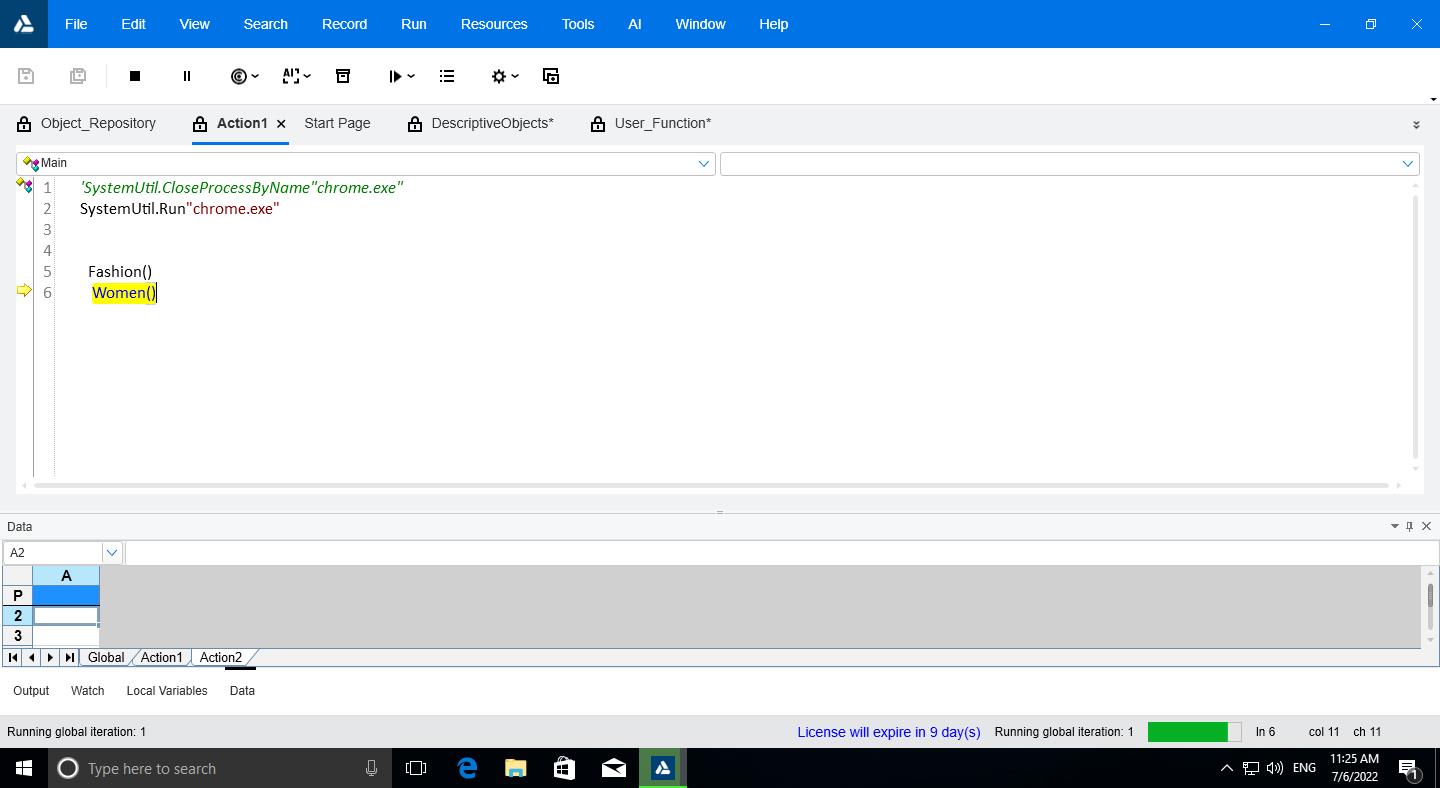 File Edit View Search Record Run Resources Tools AI Window Help
Object_Repository Action1 Start Page DescriptiveObjects* User_Function*
Main
1 'SystemUtil.CloseProcessByName"chrome.exe"
2 SystemUtil.Run"chrome.exe"
3
4
5 Fashion()
6 Women()
Data
A2
A
P
2
3
Global Action1 Action2
Output Watch Local Variables Data
Running global iteration: 1 License will expire in 9 day(s) Running global iteration: 1 ln 6 col 11 ch 11
Type here to search ENG 11:25 AM
7/6/2022 1